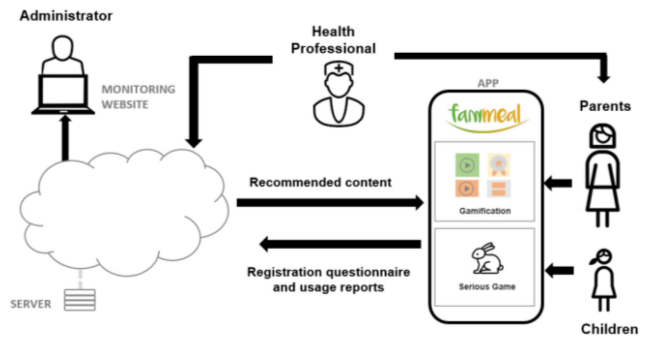 Administrator
MONITORING
WEBSITE
Health
Professional
APP
fammeal
Parents
Recommended content
Gamification
Registration questionnaire
and usage reports
Serious Game
SERVER
Children